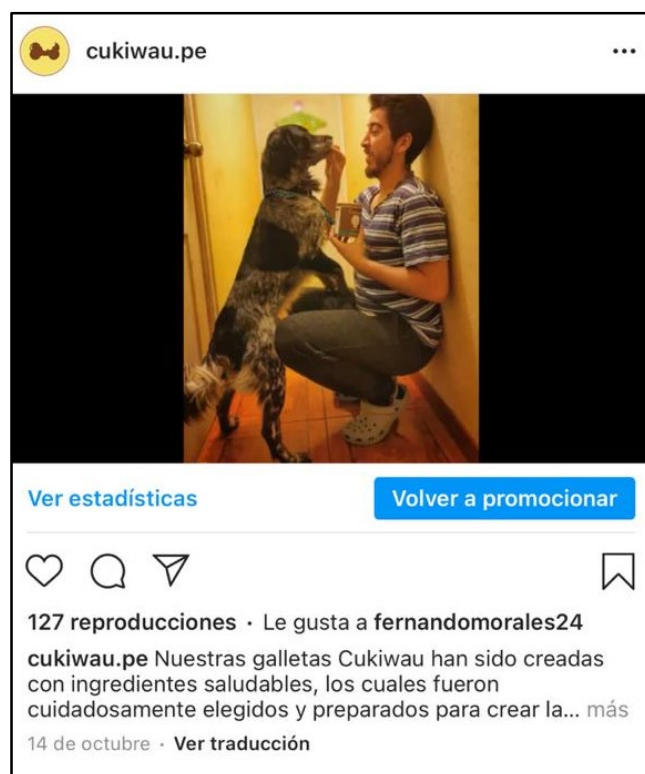 cukiwau.pe
Ver estadísticas
Volver a promocionar
127 reproducciones · Le gusta a fernandomorales24
cukiwau.pe Nuestras galletas Cukiwau han sido creadas
con ingredientes saludables, los cuales fueron
cuidadosamente elegidos y preparados para crear la... más
14 de octubre · Ver traducción